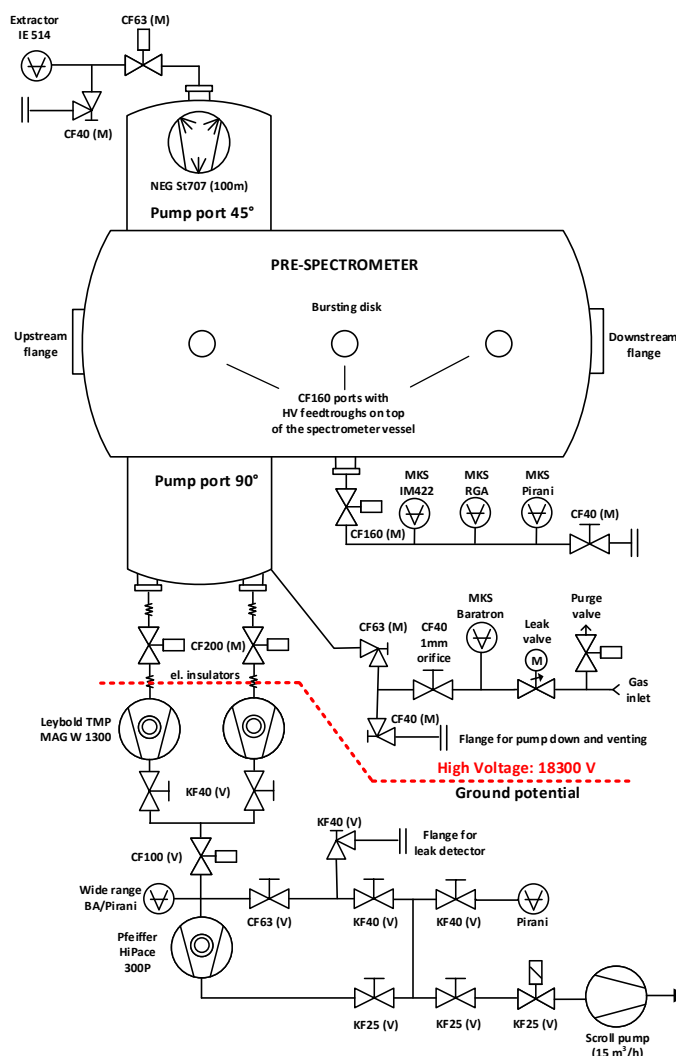 Extractor
IE 514
CF63 (M)
CF40 (M)
NEG St707 (100m)
Pump port 45°
PRE-SPECTROMETER
Bursting disk
Upstream
flange
Downstream
flange
CF160 ports with
HV feedtroughs on top
of the spectrometer vessel
Pump port 90°
MKS
IM422
MKS
RGA
MKS
Pirani
CF40 (M)
CF160 (M)
CF63 (M)
CF40
1mm
orifice
MKS
Baratron
Leak
valve
M
Purge
valve
Gas
inlet
CF200 (M)
el. insulators
CF40 (M)
Flange for pump down and venting
Leybold TMP
MAG W 1300
High Voltage: 18300 V
Ground potential
KF40 (V)
KF40 (V)
Flange for
leak detector
CF100 (V)
Wide range
BA/Pirani
CF63 (V)
KF40 (V)
KF40 (V)
Pirani
Pfeiffer
HiPace
300P
KF25 (V)
KF25 (V)
KF25 (V)
Scroll pump
(15 m³/h)